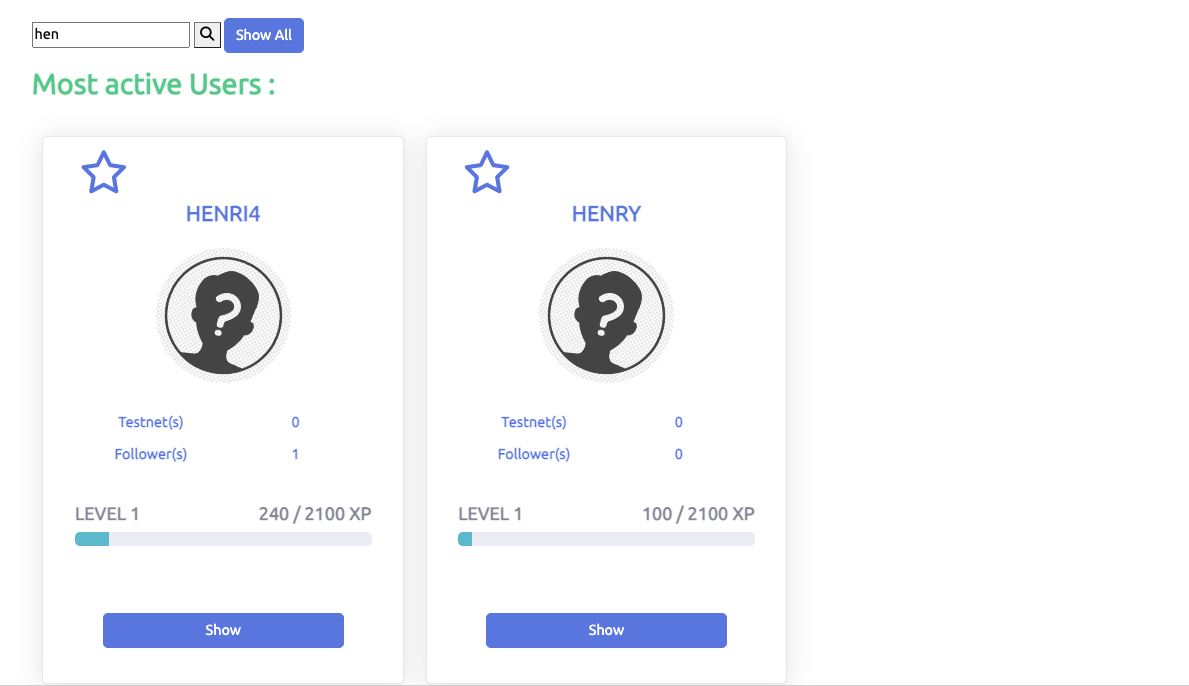 hen Show All
Most active Users :
HENRI4
?
Testnet(s) 0
Follower(s) 1
LEVEL 1 240 / 2100 XP
Show
HENRY
?
Testnet(s) 0
Follower(s) 0
LEVEL 1 100 / 2100 XP
Show